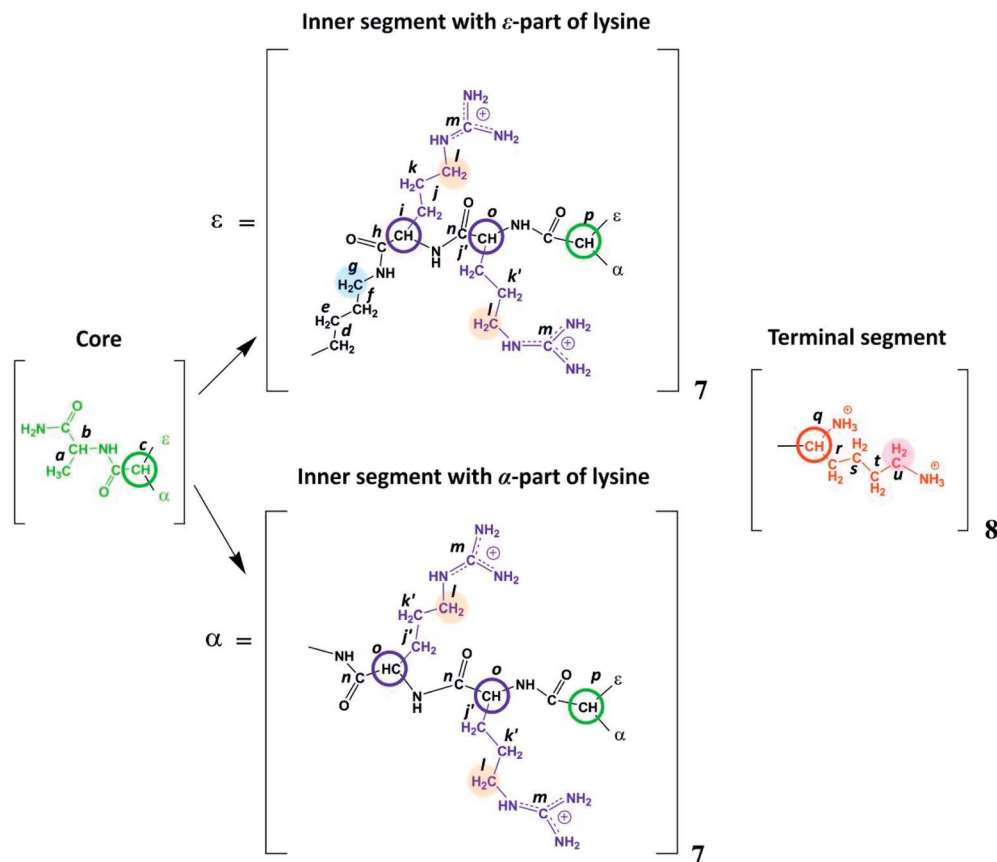 Inner segment with ε-part of lysine
NH₂
m
C
⊕
HN
NH₂
l
k
H₂C
CH₂
j
CH₂
ε =
i
O
o
NH
O
p
ε
h
CH
n
C
CH
C
CH
O
C
N
H
j'
α
NH
H₂C
k'
g
H₂C
f
CH₂
e
CH₂
l
H₂C
d
H₂C
m
NH₂
HN
C
⊕
CH₂
NH₂
7
Core
O
C
b
H₂N
CH
NH
c
ε
a
H₃C
C
CH
O
α
Terminal segment
q
⊕
NH₃
CH
r
H₂
C
H₂
C
s
t
⊕
C
H₂
C
H₂
u
NH₃
8
Inner segment with α-part of lysine
NH₂
m
C
⊕
HN
NH₂
l
k'
H₂C
CH₂
j'
CH₂
α =
NH
o
O
o
NH
O
p
ε
n
C
HC
n
C
CH
C
CH
O
N
H
j'
α
H₂C
k'
CH₂
l
H₂C
m
NH₂
HN
C
⊕
NH₂
7